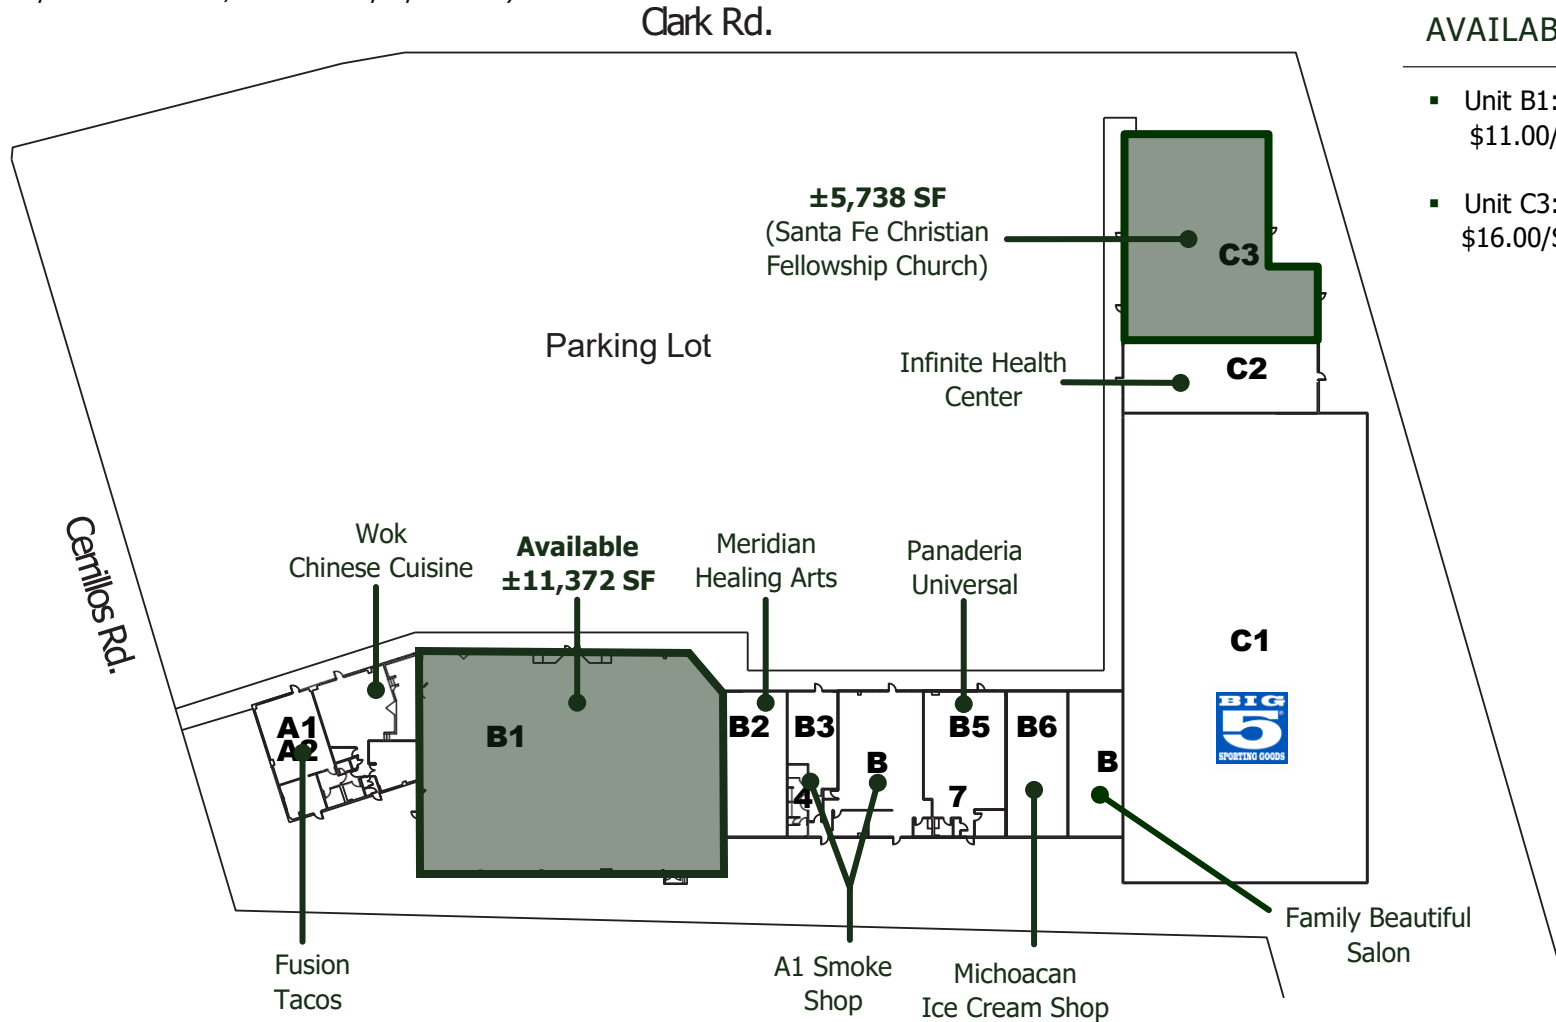 Clark Rd.
AVAILAB
Unit B1:
$11.00/
Unit C3:
$16.00/S
±5,738 SF
(Santa Fe Christian
Fellowship Church)
C3
Parking Lot
Infinite Health
Center
C2
Cerrillos Rd.
Wok
Chinese Cuisine
Available
±11,372 SF
Meridian
Healing Arts
Panaderia
Universal
C1
BIG
5
SPORTING GOODS
A1
A2
B1
B2
B3
B
4
B5
7
B6
B
Fusion
Tacos
A1 Smoke
Shop
Michoacan
Ice Cream Shop
Family Beautiful
Salon